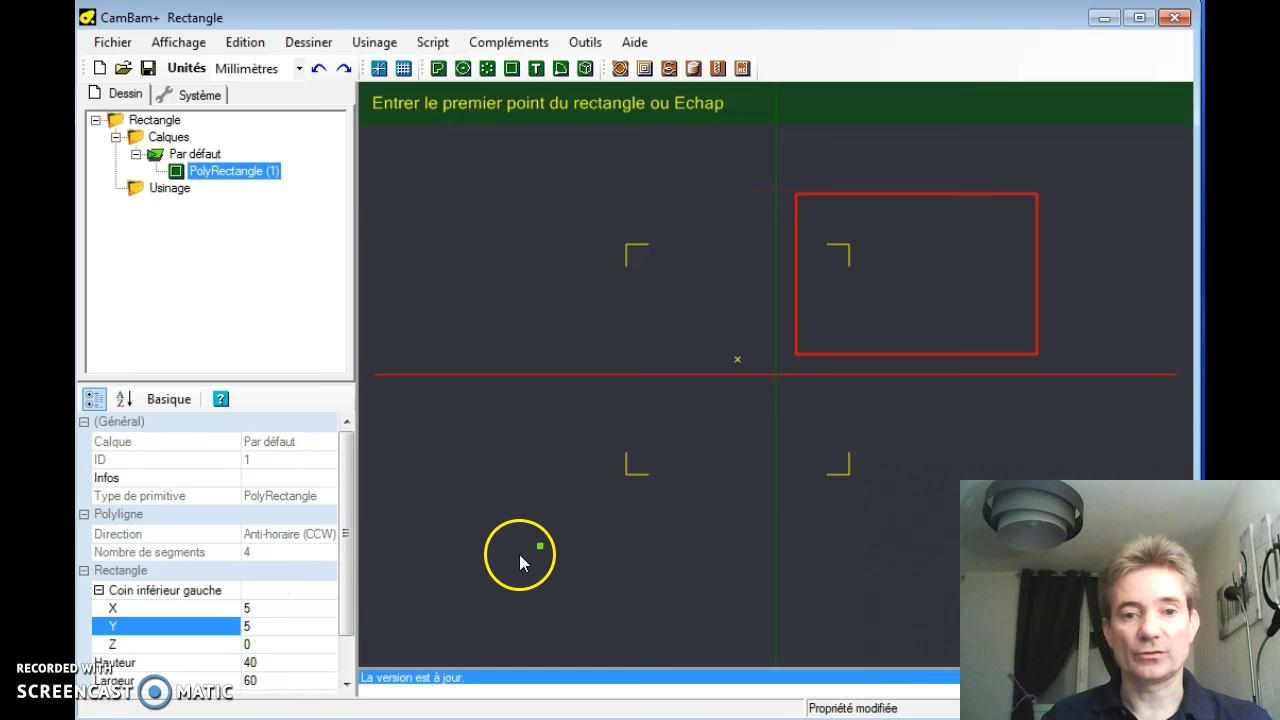 CamBam+ Rectangle
Fichier Affichage Edition Dessiner Usinage Script Compléments Outils Aide
Unités Millimètres
Dessin Système
Entrer le premier point du rectangle ou Echap
Rectangle
Calques
Par défaut
PolyRectangle (1)
Usinage
Basique
(Général)
Calque Par défaut
ID 1
Infos
Type de primitive PolyRectangle
Polyligne
Direction Anti-horaire (CCW)
Nombre de segments 4
Rectangle
Coin inférieur gauche
X 5
Y 5
Z 0
Hauteur 40
Largeur 60
La version est à jour.
Propriété modifiée
RECORDED WITH
SCREENCAST MATIC